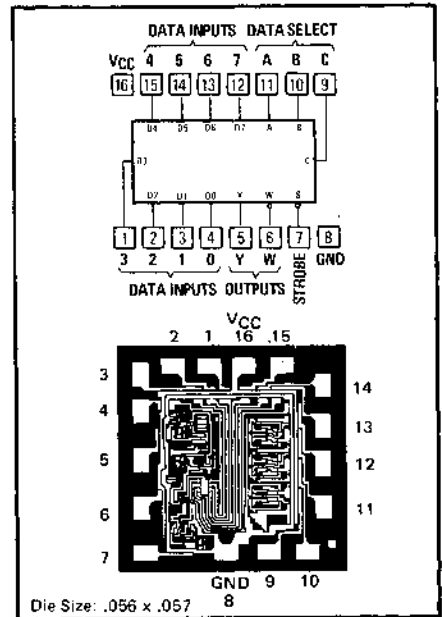 DATA INPUTS DATA SELECT
VCC 4 5 6 7 A B C
16 15 14 13 12 11 10 9
D4 D5 D6 D7 A B
D3 C
D2 D1 D0 Y W S
1 2 3 4 5 6 7 8
3 2 1 0 Y W STROBE GND
DATA INPUTS OUTPUTS
VCC
2 1 16 15
3
14
4
13
5
12
6
11
7
GND 9 10
8
Die Size: .056 x .057